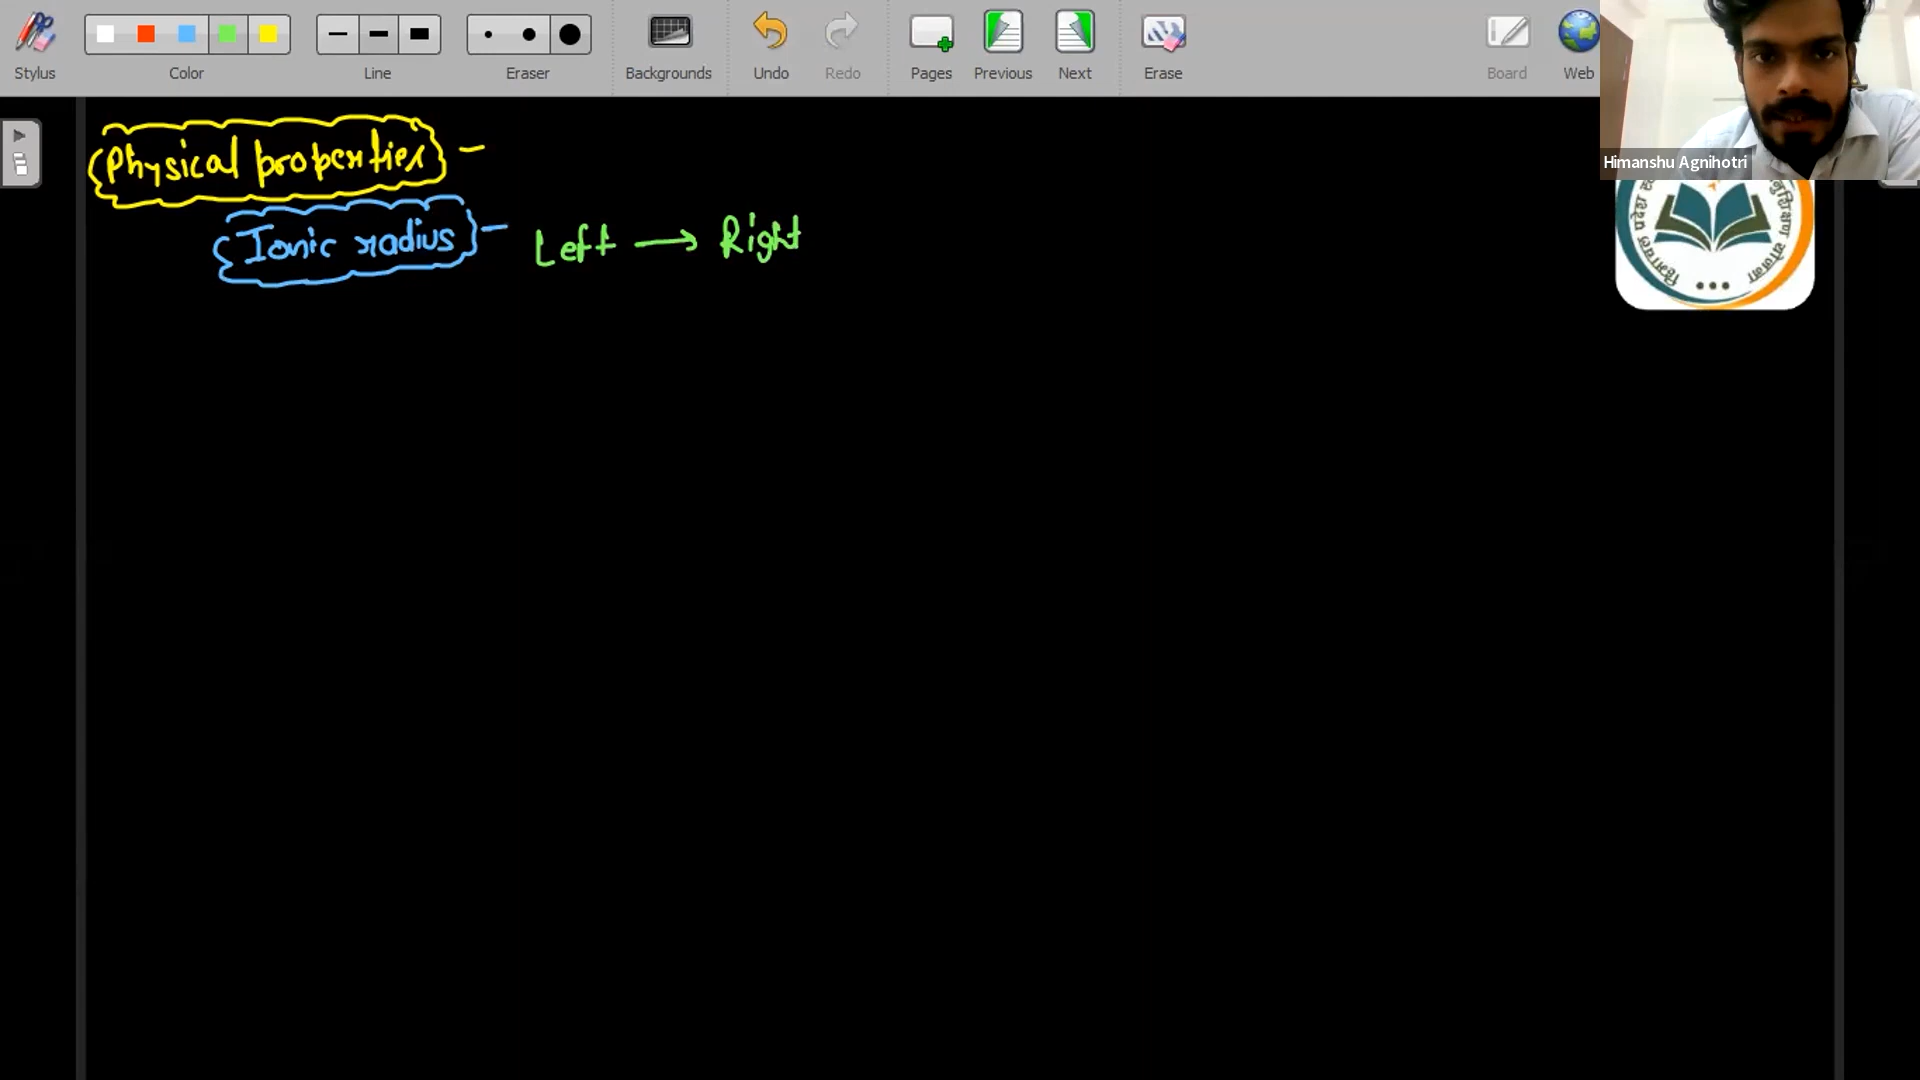 Stylus Color Line Eraser Backgrounds Undo Redo Pages Previous Next Erase Board Web
Himanshu Agnihotri
Physical properties -
Ionic radius - Left → Right